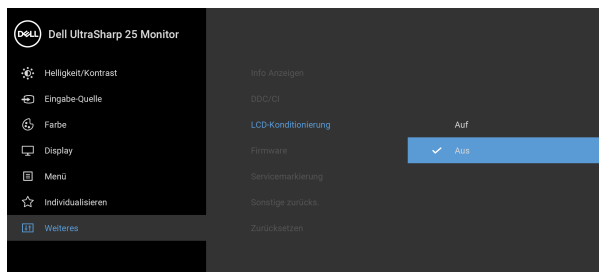 DELL Dell UltraSharp 25 Monitor
Helligkeit/Kontrast
Info Anzeigen
Eingabe-Quelle
DDC/CI
Farbe
LCD-Konditionierung
Auf
Display
Firmware
Aus
Menü
Servicemarkierung
Individualisieren
Sonstige zurücks.
Weiteres
Zurücksetzen